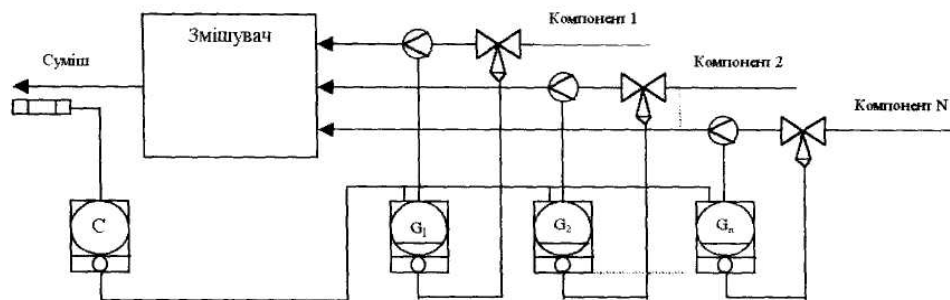 Компонент 1
Змішувач
Суміш
Компонент 2
Компонент N
C
G1
G2
Gn